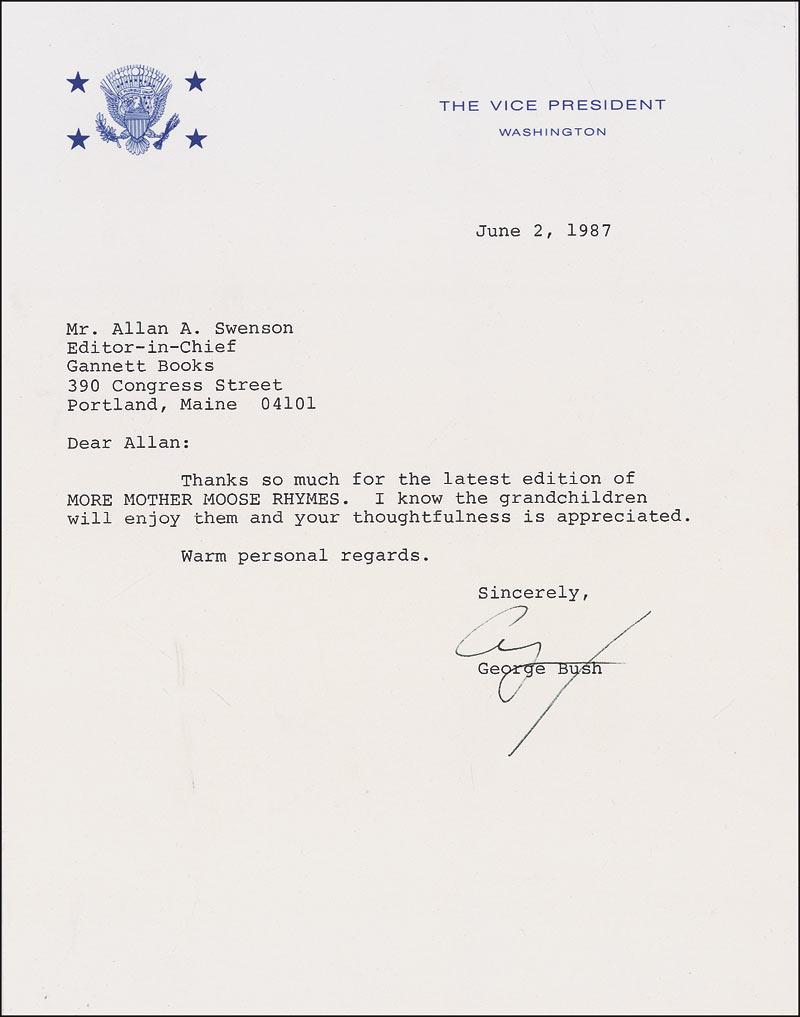 THE VICE PRESIDENT
WASHINGTON
June 2, 1987
Mr. Allan A. Swenson
Editor-in-Chief
Gannett Books
390 Congress Street
Portland, Maine  04101
Dear Allan:
Thanks so much for the latest edition of
MORE MOTHER MOOSE RHYMES.  I know the grandchildren
will enjoy them and your thoughtfulness is appreciated.
Warm personal regards.
Sincerely,
George Bush